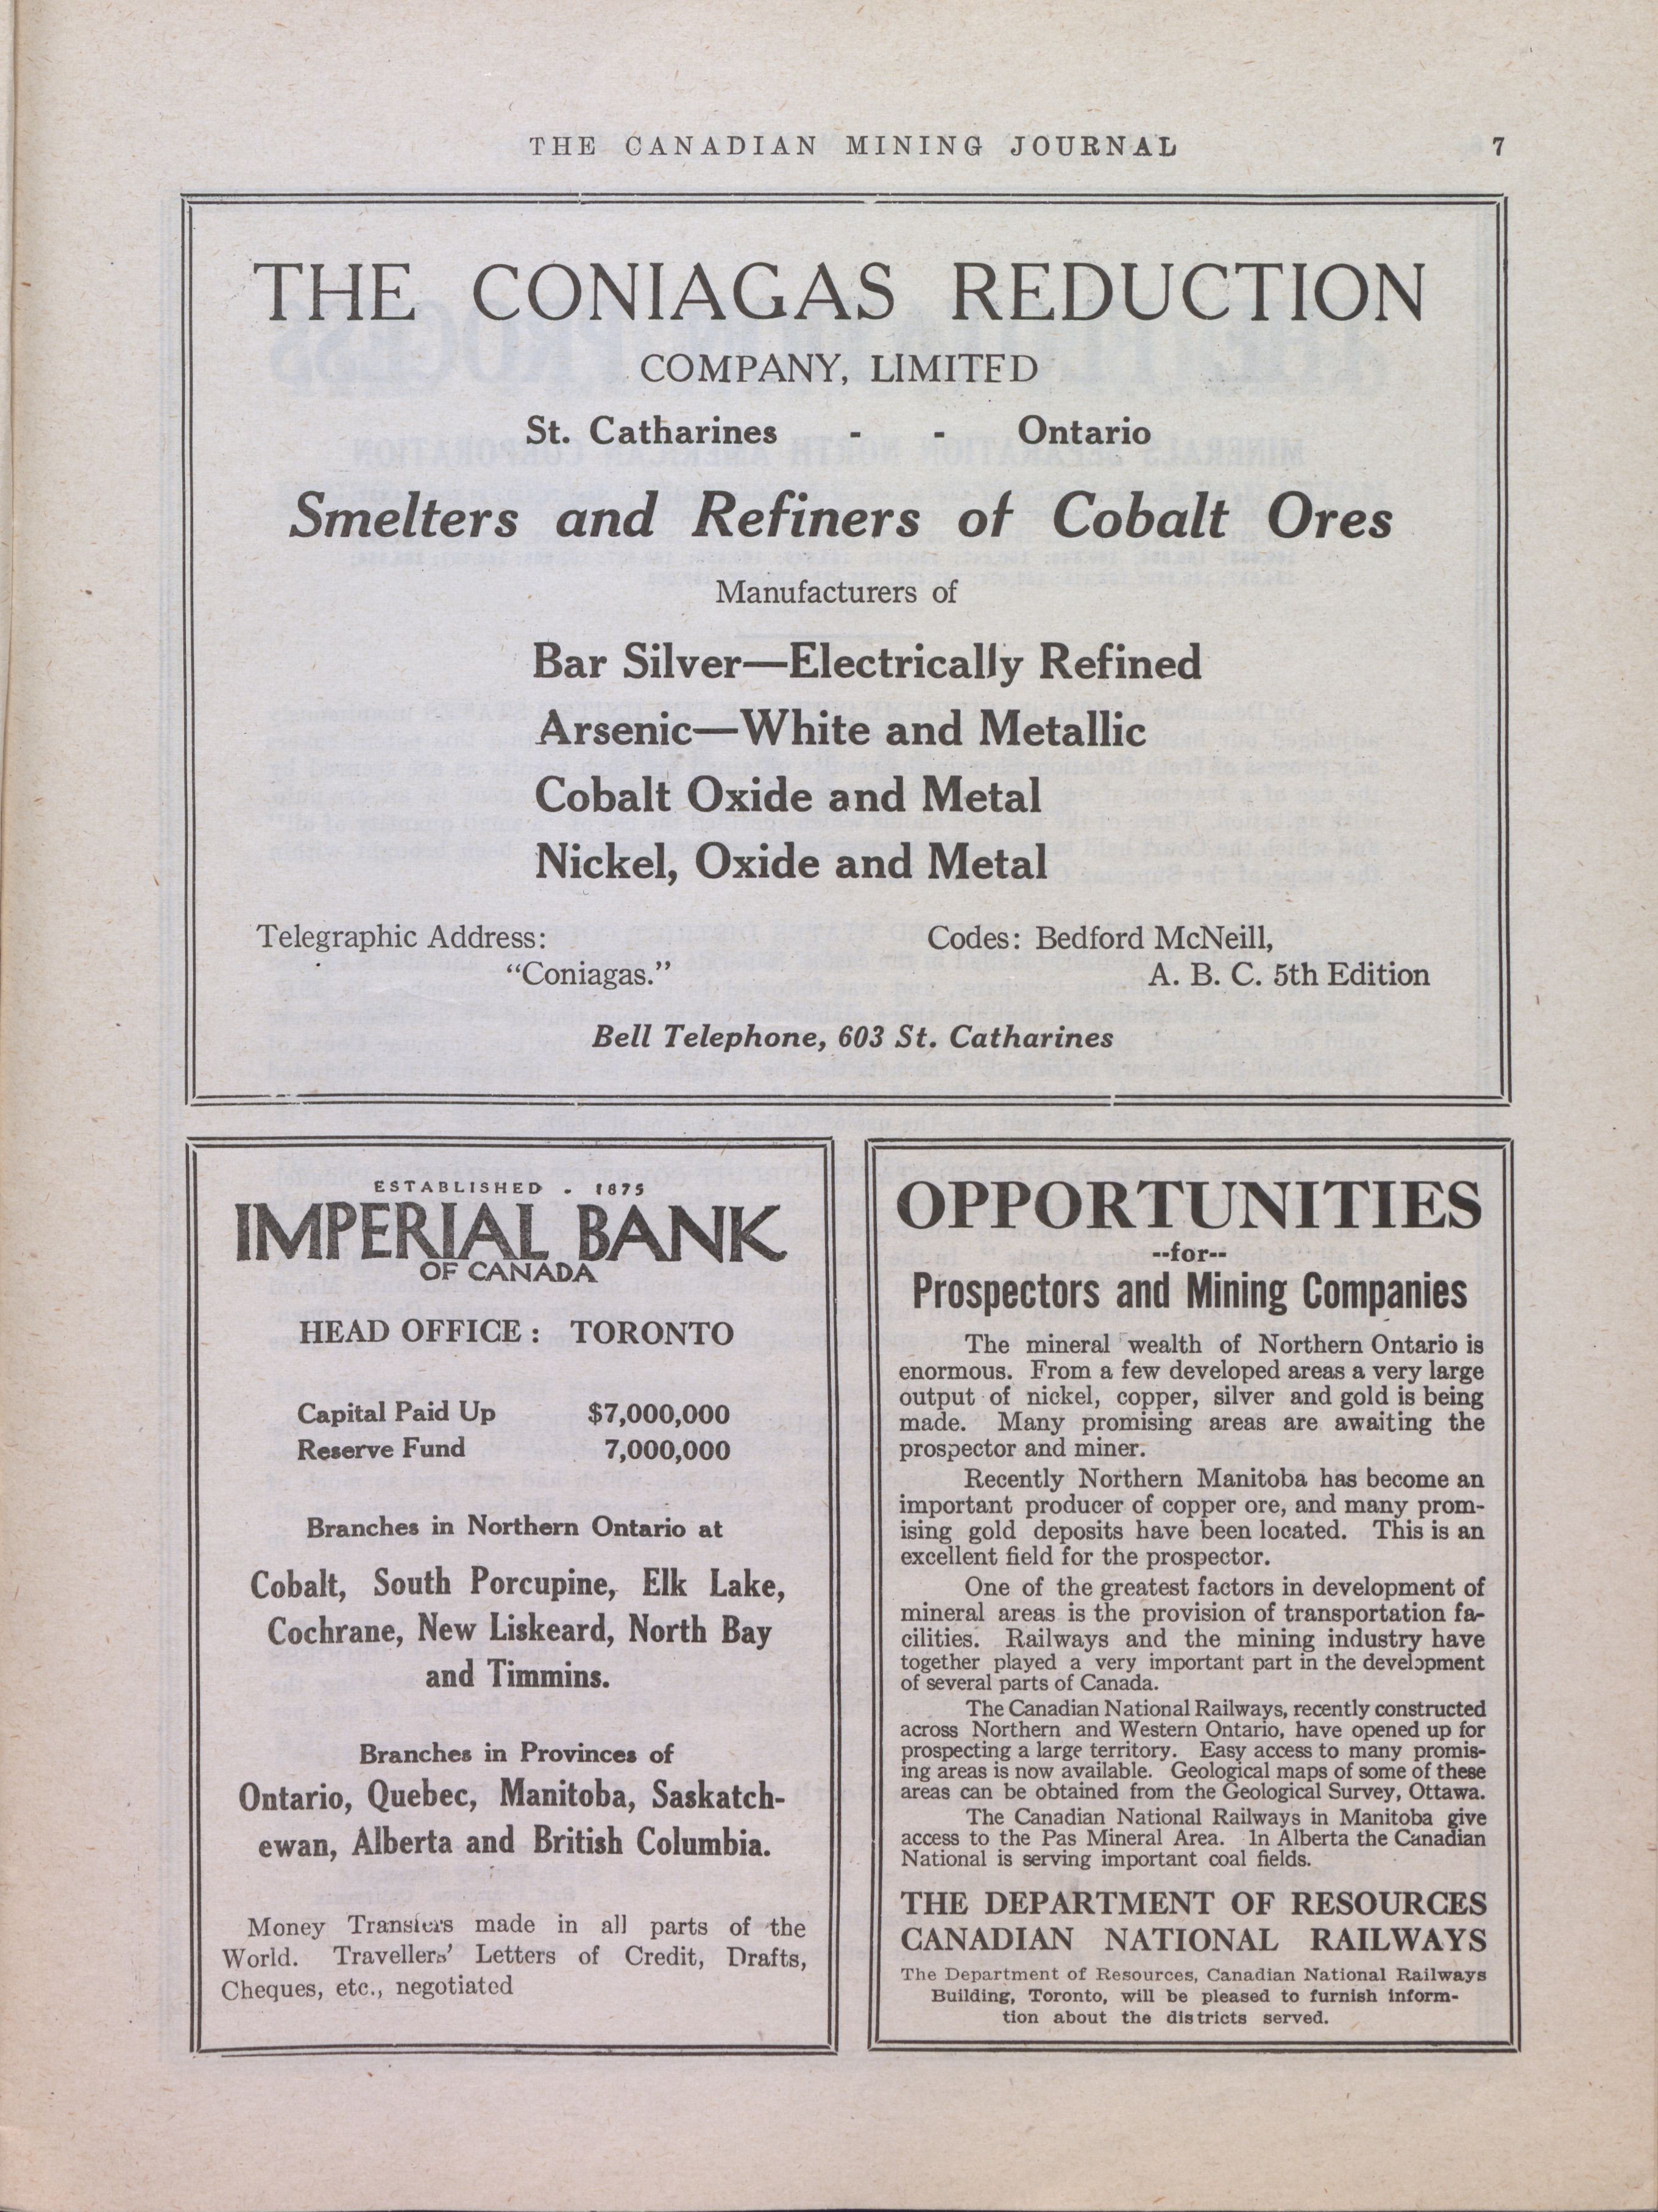 THE CANADIAN MINING JOURNAL 7
THE CONIAGAS REDUCTION
COMPANY, LIMITED
St. Catharines - - Ontario
Smelters and Refiners of Cobalt Ores
Manufacturers of
Bar Silver—Electrically Refined
Arsenic—White and Metallic
Cobalt Oxide and Metal
Nickel, Oxide and Metal
Telegraphic Address:
"Coniagas."
Codes: Bedford McNeill,
A. B. C. 5th Edition
Bell Telephone, 603 St. Catharines
ESTABLISHED - 1875
IMPERIAL BANK
OF CANADA
HEAD OFFICE: TORONTO
Capital Paid Up $7,000,000
Reserve Fund 7,000,000
Branches in Northern Ontario at
Cobalt, South Porcupine, Elk Lake,
Cochrane, New Liskeard, North Bay
and Timmins.
Branches in Provinces of
Ontario, Quebec, Manitoba, Saskatch-
ewan, Alberta and British Columbia.
Money Transfers made in all parts of the
World. Travellers' Letters of Credit, Drafts,
Cheques, etc., negotiated
OPPORTUNITIES
--for--
Prospectors and Mining Companies
The mineral wealth of Northern Ontario is
enormous. From a few developed areas a very large
output of nickel, copper, silver and gold is being
made. Many promising areas are awaiting the
prospector and miner.
Recently Northern Manitoba has become an
important producer of copper ore, and many prom-
ising gold deposits have been located. This is an
excellent field for the prospector.
One of the greatest factors in development of
mineral areas is the provision of transportation fa-
cilities. Railways and the mining industry have
together played a very important part in the development
of several parts of Canada.
The Canadian National Railways, recently constructed
across Northern and Western Ontario, have opened up for
prospecting a large territory. Easy access to many promis-
ing areas is now available. Geological maps of some of these
areas can be obtained from the Geological Survey, Ottawa.
The Canadian National Railways in Manitoba give
access to the Pas Mineral Area. In Alberta the Canadian
National is serving important coal fields.
THE DEPARTMENT OF RESOURCES
CANADIAN NATIONAL RAILWAYS
The Department of Resources, Canadian National Railways
Building, Toronto, will be pleased to furnish inform-
tion about the districts served.